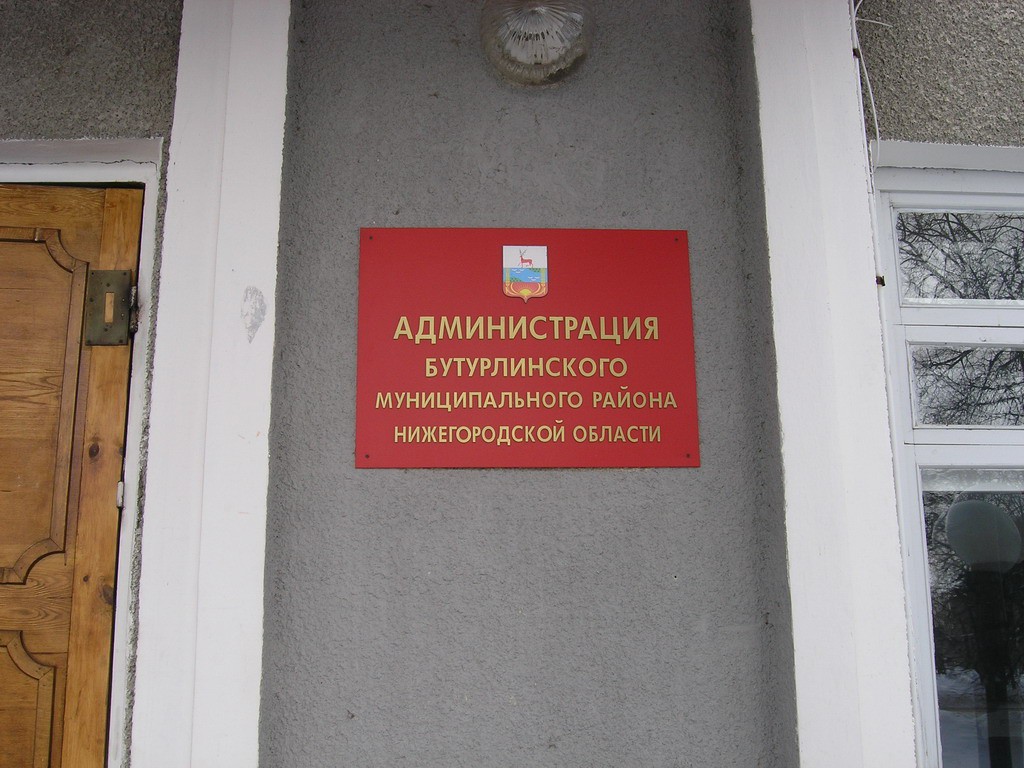 АДМИНИСТРАЦИЯ
БУТУРЛИНСКОГО
МУНИЦИПАЛЬНОГО РАЙОНА
НИЖЕГОРОДСКОЙ ОБЛАСТИ